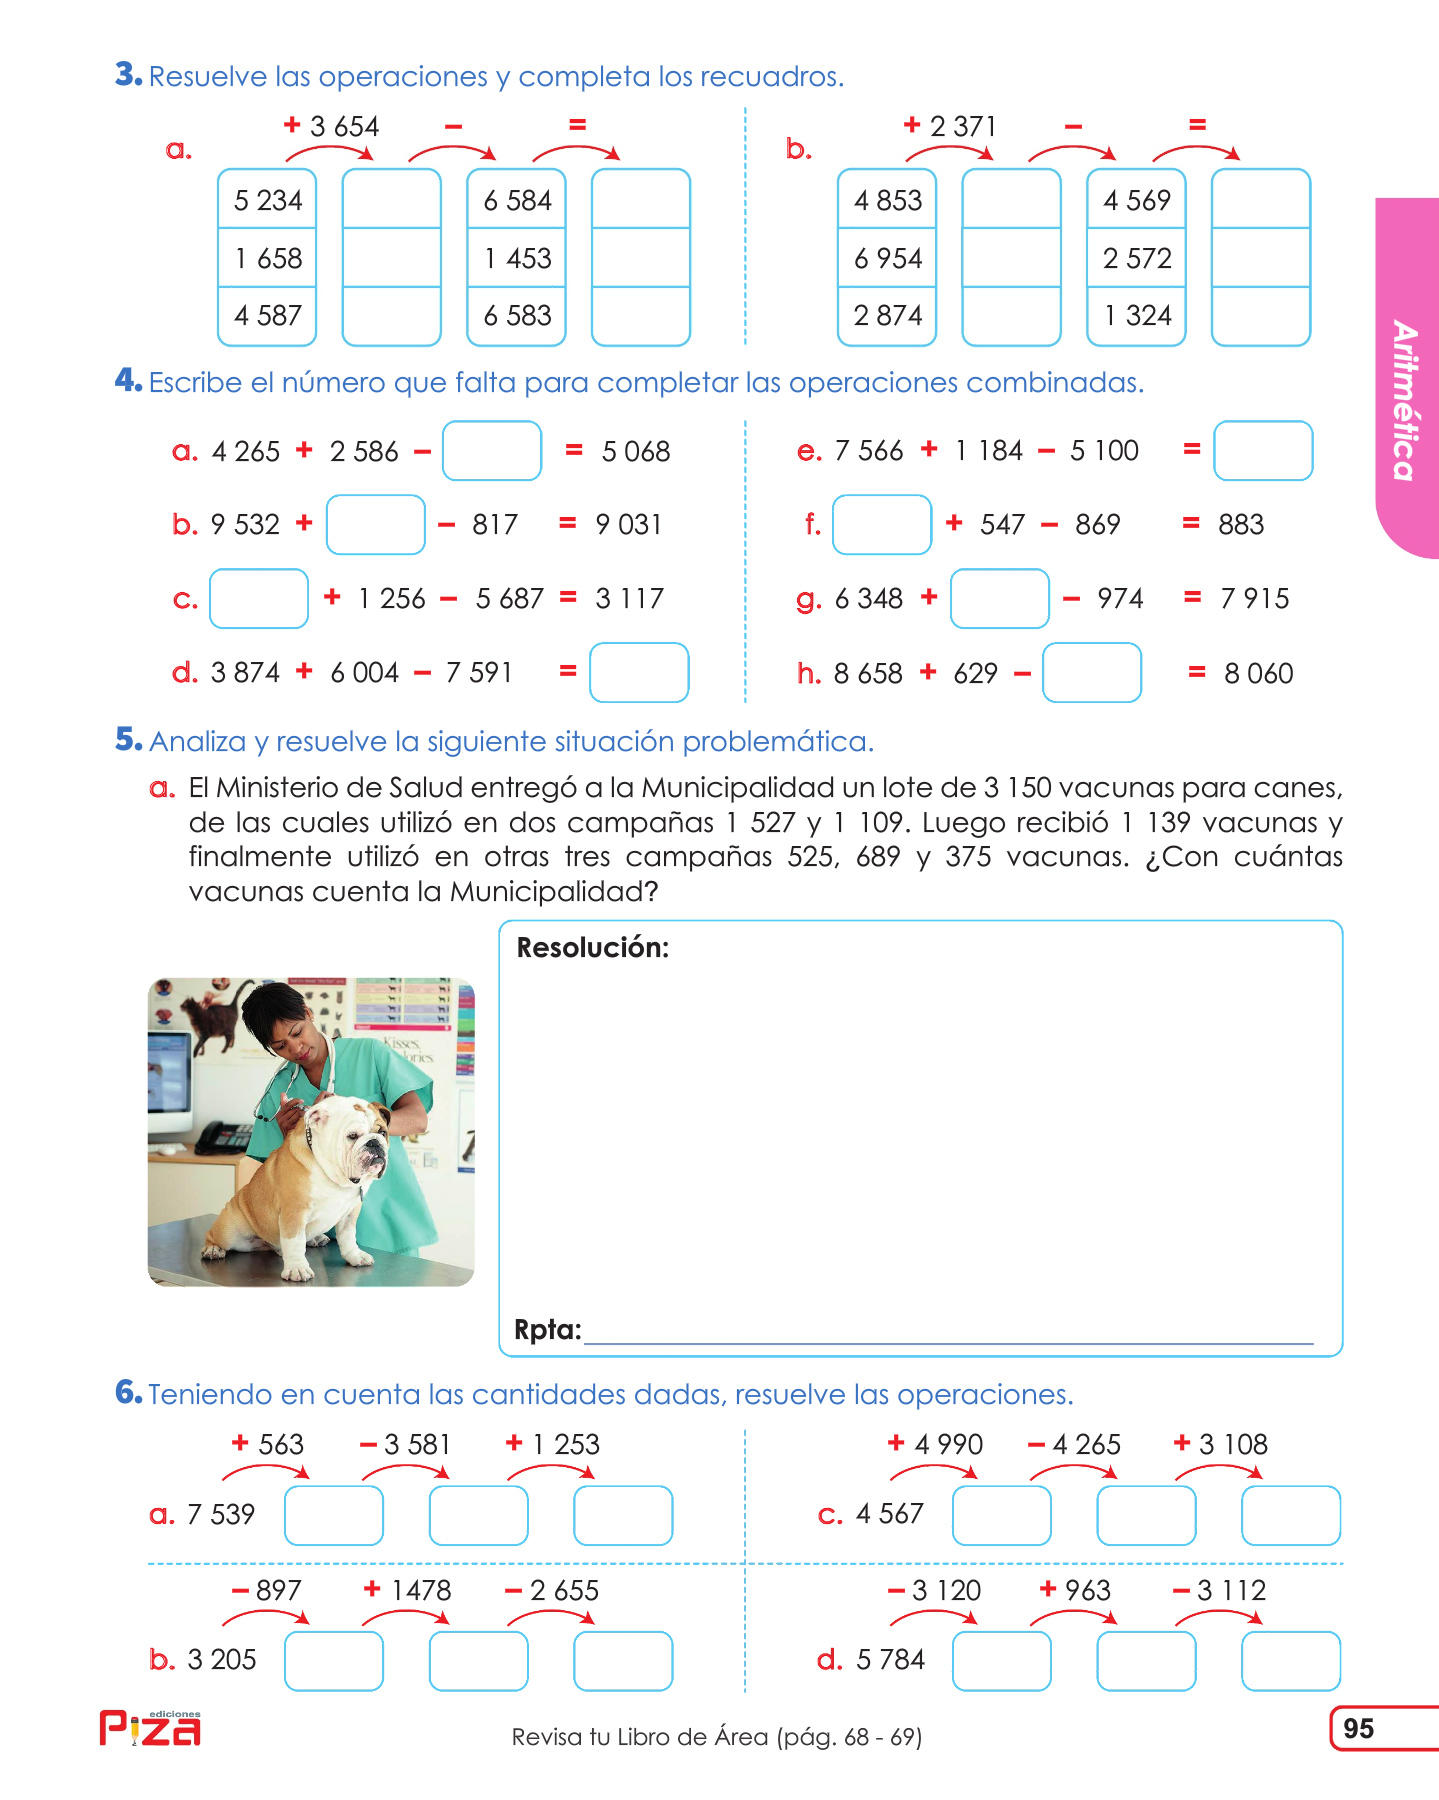 3. Resuelve las operaciones y completa los recuadros.
a.
+ 3 654 − =
5 234 6 584
1 658 1 453
4 587 6 583
b.
+ 2 371 − =
4 853 4 569
6 954 2 572
2 874 1 324
Aritmética
4. Escribe el número que falta para completar las operaciones combinadas.
a. 4 265 + 2 586 − = 5 068
b. 9 532 + − 817 = 9 031
c. + 1 256 − 5 687 = 3 117
d. 3 874 + 6 004 − 7 591 =
e. 7 566 + 1 184 − 5 100 =
f. + 547 − 869 = 883
g. 6 348 + − 974 = 7 915
h. 8 658 + 629 − = 8 060
5. Analiza y resuelve la siguiente situación problemática.
a. El Ministerio de Salud entregó a la Municipalidad un lote de 3 150 vacunas para canes,
de las cuales utilizó en dos campañas 1 527 y 1 109. Luego recibió 1 139 vacunas y
finalmente utilizó en otras tres campañas 525, 689 y 375 vacunas. ¿Con cuántas
vacunas cuenta la Municipalidad?
Kisses,
Resolución:
Rpta:
6. Teniendo en cuenta las cantidades dadas, resuelve las operaciones.
+ 563 − 3 581 + 1 253
a. 7 539
+ 4 990 − 4 265 + 3 108
c. 4 567
− 897 + 1478 − 2 655
b. 3 205
− 3 120 + 963 − 3 112
d. 5 784
ediciones
Piza
Revisa tu Libro de Área (pág. 68 - 69)
95